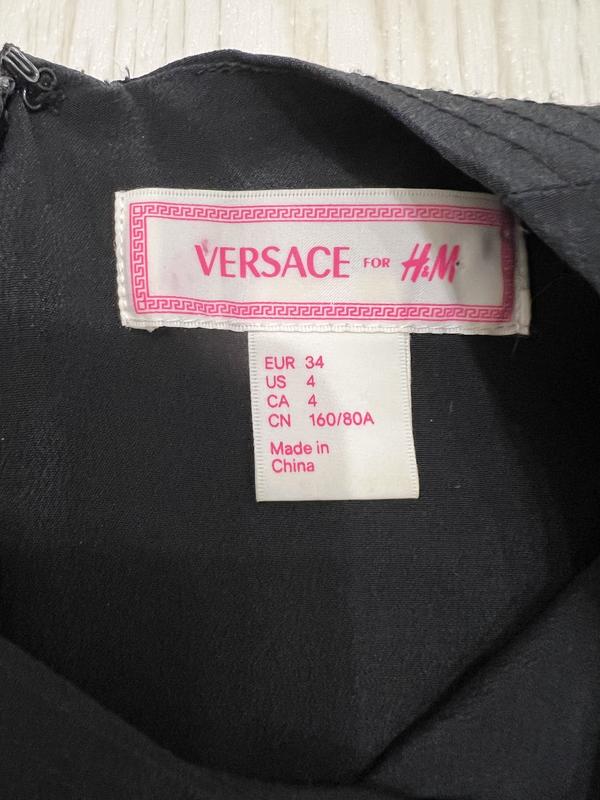 VERSACE FOR H&M
EUR 34
US 4
CA 4
CN 160/80A
Made in
China